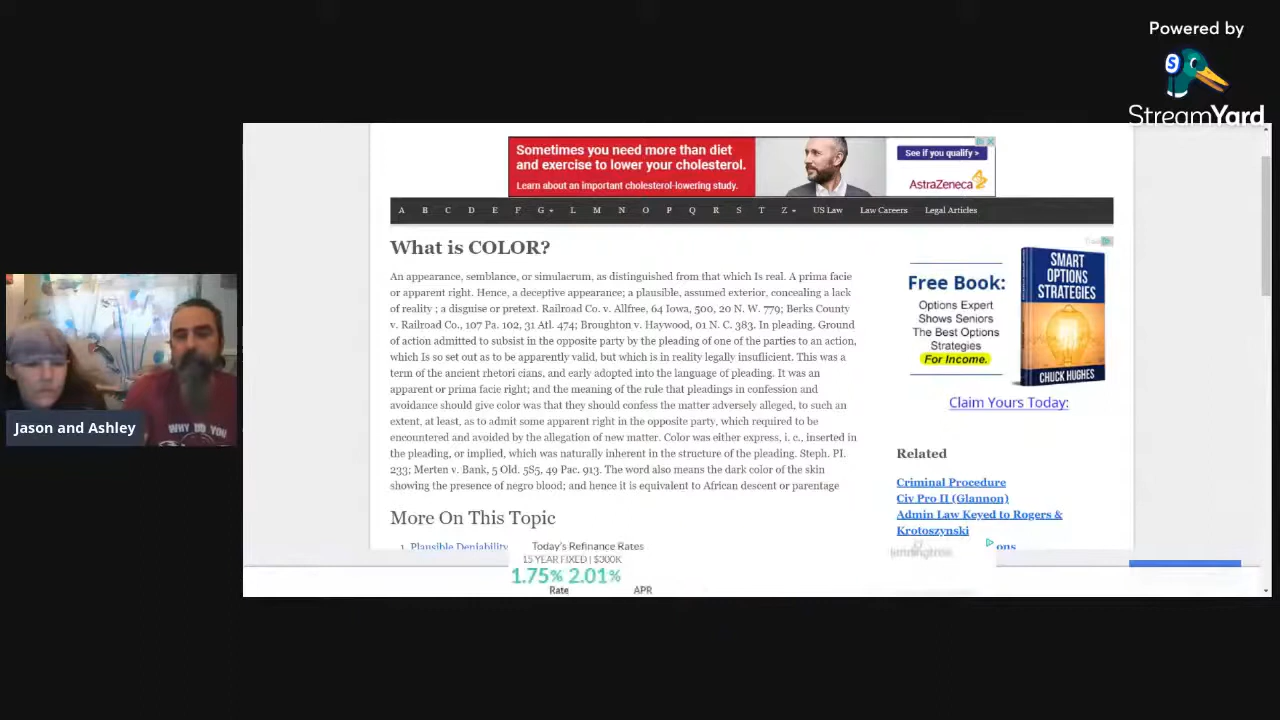 Powered by
StreamYard
Sometimes you need more than diet
and exercise to lower your cholesterol.
Learn about an important cholesterol-lowering study.
See if you qualify >
AstraZeneca
A B C D E F G L M N O P Q R S T Z US Law Law Careers Legal Articles
What is COLOR?
An appearance, semblance, or simulacrum, as distinguished from that which Is real. A prima facie
or apparent right. Hence, a deceptive appearance; a plausible, assumed exterior, concealing a lack
of reality ; a disguise or pretext. Railroad Co. v. Allfree, 64 Iowa, 500, 20 N. W. 779; Berks County
v. Railroad Co., 107 Pa. 102, 31 Atl. 474; Broughton v. Haywood, 01 N. C. 383. In pleading. Ground
of action admitted to subsist in the opposite party by the pleading of one of the parties to an action,
which Is so set out as to be apparently valid, but which is in reality legally insufficient. This was a
term of the ancient rhetori cians, and early adopted into the language of pleading. It was an
apparent or prima facie right; and the meaning of the rule that pleadings in confession and
avoidance should give color was that they should confess the matter adversely alleged, to such an
extent, at least, as to admit some apparent right in the opposite party, which required to be
encountered and avoided by the allegation of new matter. Color was either express, i. c., inserted in
the pleading, or implied, which was naturally inherent in the structure of the pleading. Steph. PI.
233; Merten v. Bank, 5 Old. 585, 49 Pac. 913. The word also means the dark color of the skin
showing the presence of negro blood; and hence it is equivalent to African descent or parentage
More On This Topic
1. Plausible Deniability
Today's Refinance Rates
15 YEAR FIXED | $300K
1.75% 2.01%
Rate APR
Free Book:
Options Expert
Shows Seniors
The Best Options
Strategies
For Income.
SMART
OPTIONS
STRATEGIES
CHUCK HUGHES
Claim Yours Today:
Related
Criminal Procedure
Civ Pro II (Glannon)
Admin Law Keyed to Rogers &
Krotoszynski
ons
Jason and Ashley
WHY DO YOU